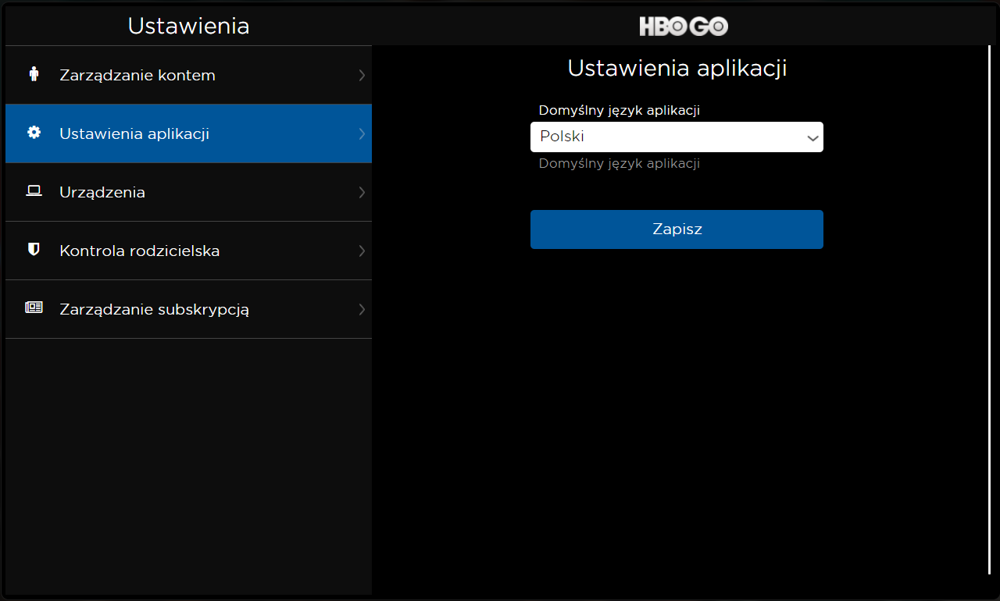 Ustawienia
Zarządzanie kontem
Ustawienia aplikacji
Urządzenia
Kontrola rodzicielska
Zarządzanie subskrypcją
HBO GO
Ustawienia aplikacji
Domyślny język aplikacji
Polski
Domyślny język aplikacji
Zapisz